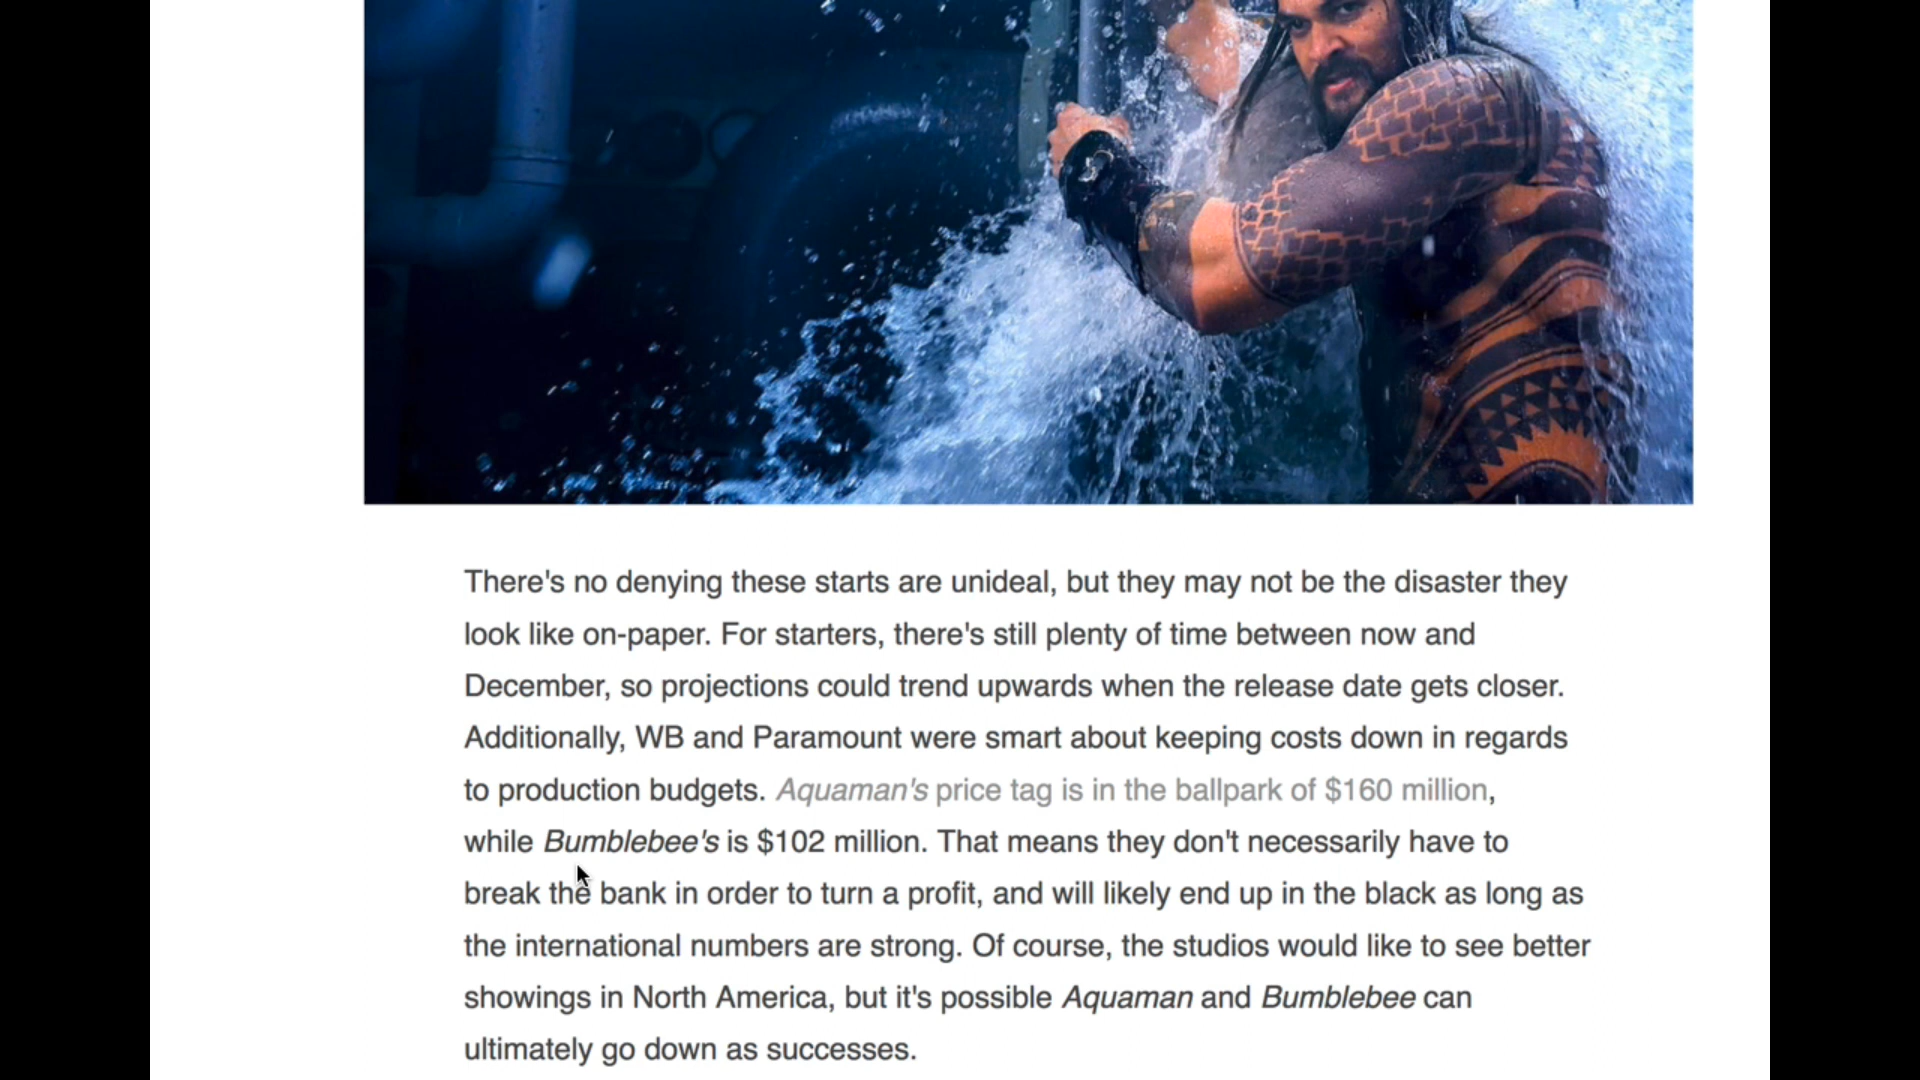 There's no denying these starts are unideal, but they may not be the disaster they
look like on-paper. For starters, there's still plenty of time between now and
December, so projections could trend upwards when the release date gets closer.
Additionally, WB and Paramount were smart about keeping costs down in regards
to production budgets. Aquaman's price tag is in the ballpark of $160 million,
while Bumblebee's is $102 million. That means they don't necessarily have to
break the bank in order to turn a profit, and will likely end up in the black as long as
the international numbers are strong. Of course, the studios would like to see better
showings in North America, but it's possible Aquaman and Bumblebee can
ultimately go down as successes.